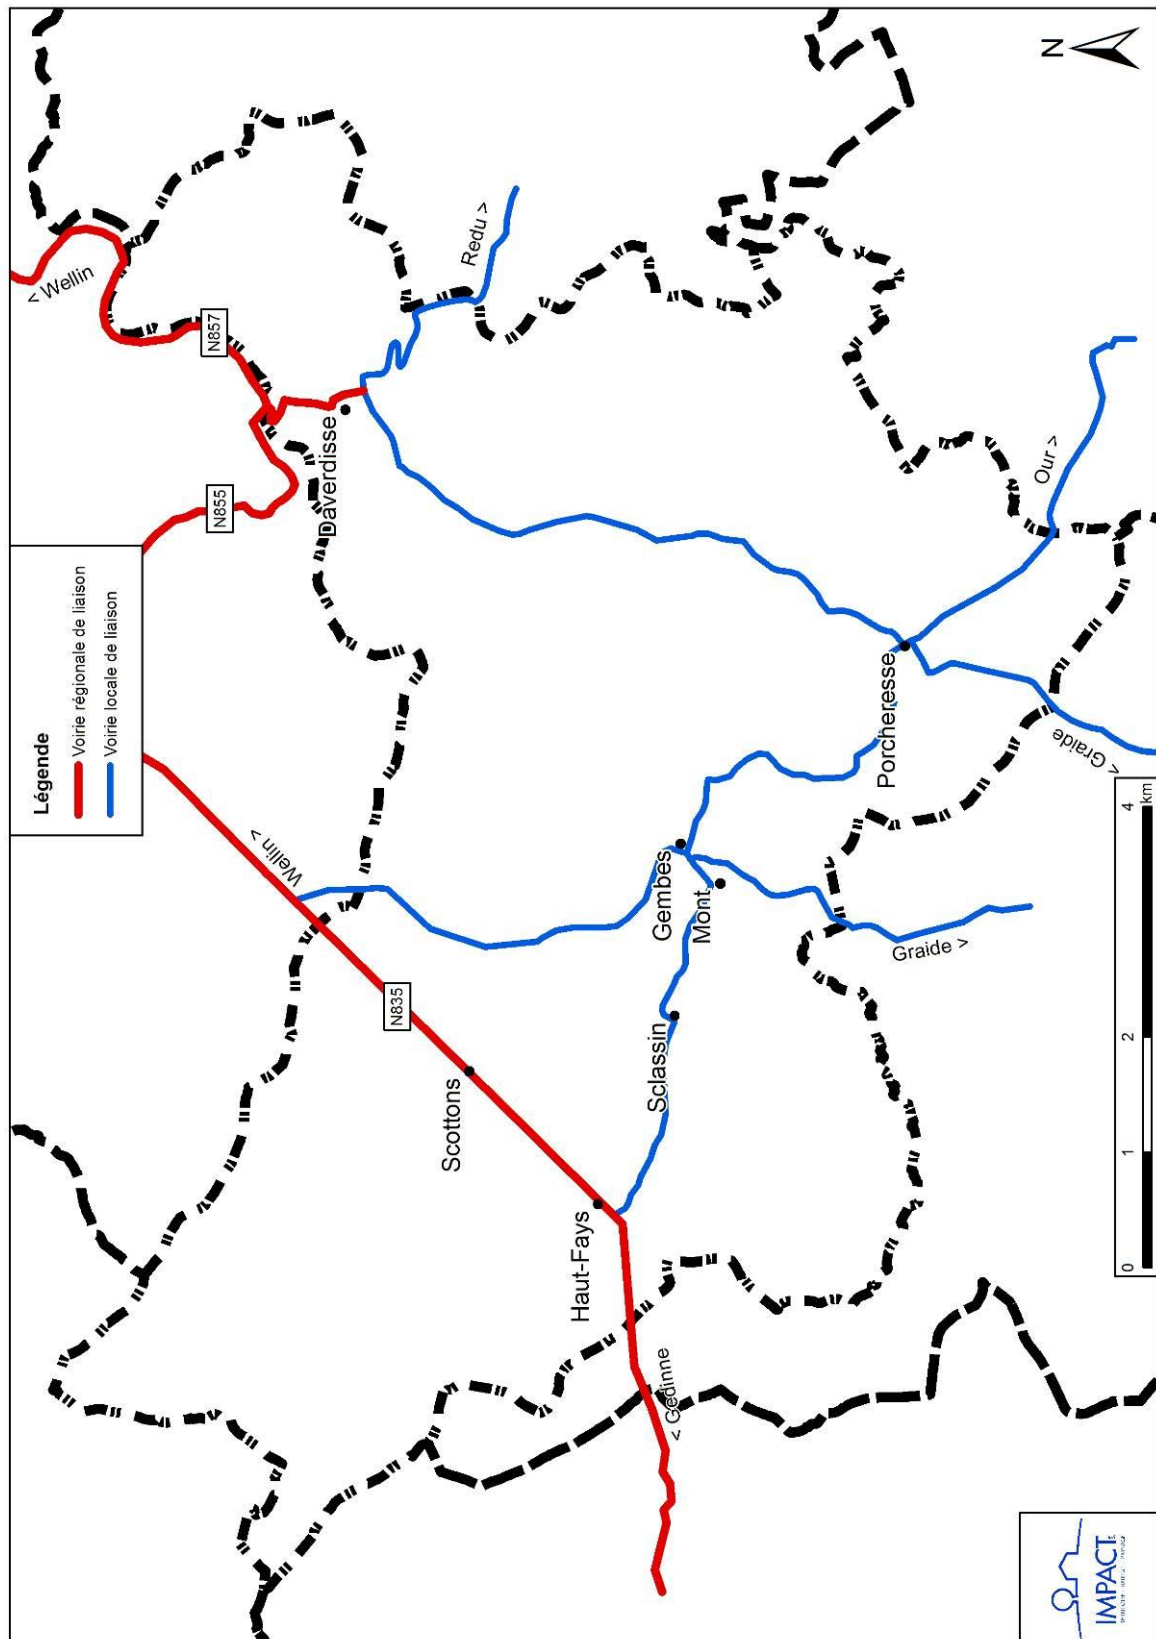 Légende
Voirie régionale de liaison
Voirie locale de liaison
N
< Wellin
N857
N855
Daverdisse
Redu >
Wellin >
N835
Scottons
Haut-Fays
< Gedinne
Sclassin
Gembes
Mont
Graide >
Porcheresse
Our >
< Graide
0 1 2 4
km
IMPACT